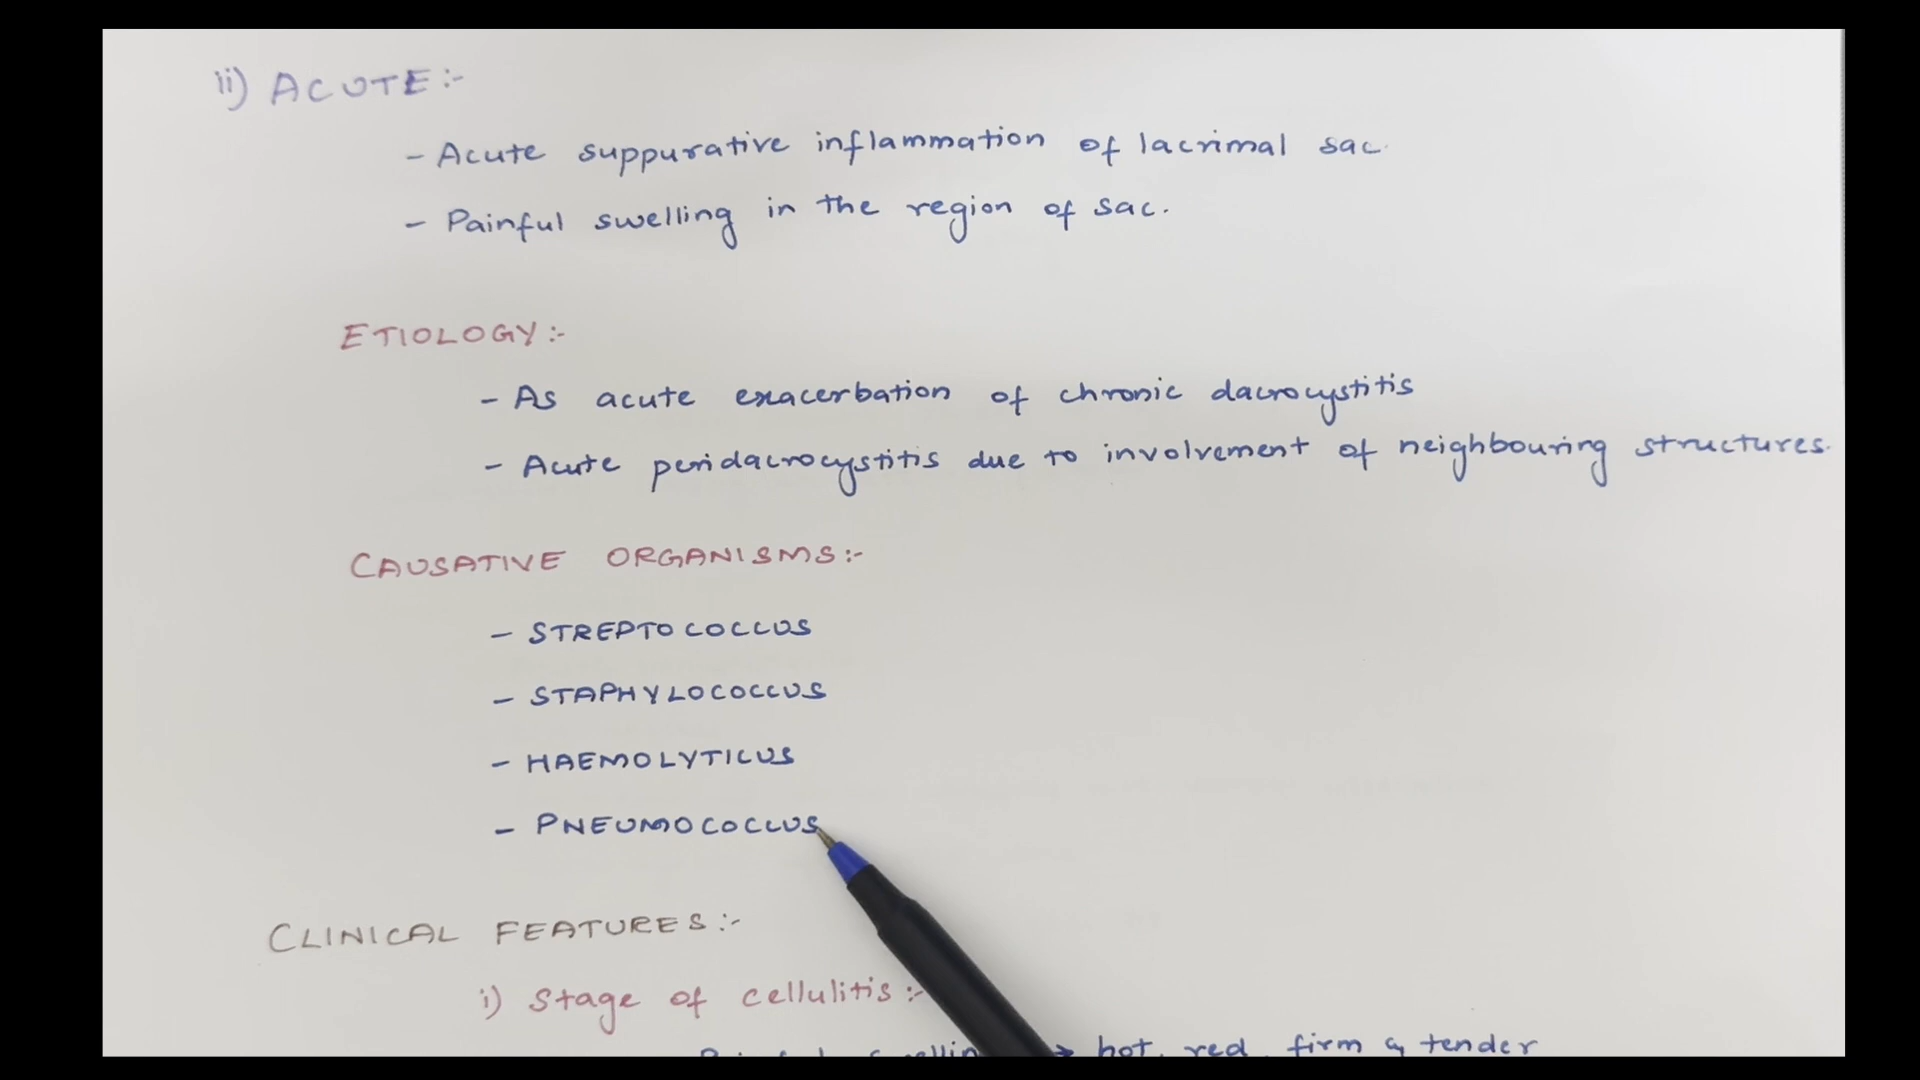 ii) ACUTE:-
- Acute suppurative inflammation of lacrimal sac.
- Painful swelling in the region of sac.
ETIOLOGY:-
- As acute exacerbation of chronic dacrocystitis
- Acute peridacrocystitis due to involvement of neighbouring structures.
CAUSATIVE ORGANISMS:-
- STREPTOCOCCUS
- STAPHYLOCOCCUS
- HAEMOLYTICUS
- PNEUMOCOCCUS
CLINICAL FEATURES:-
i) Stage of cellulitis:-
→ hot, red, firm & tender